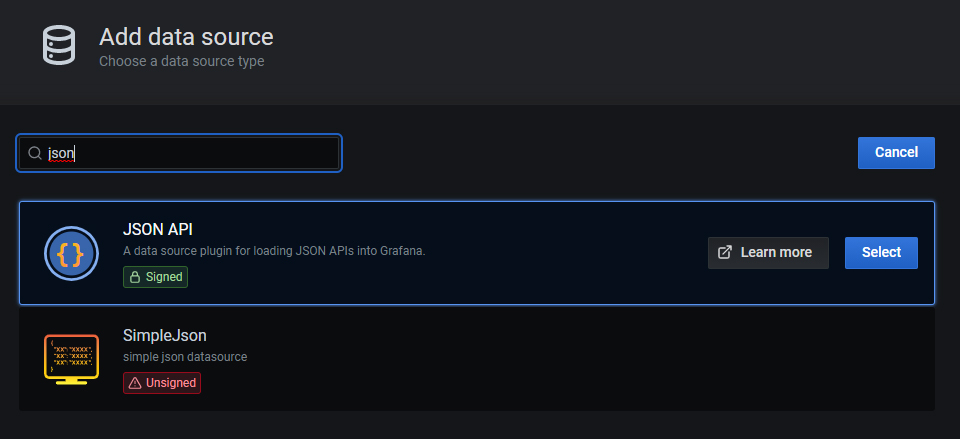 Add data source
Choose a data source type
json
Cancel
JSON API
A data source plugin for loading JSON APIs into Grafana.
Signed
Learn more
Select
{
"XX":"XXXX",
"XX":"XXXX",
"XX":"XXXX",
}
SimpleJson
simple json datasource
Unsigned